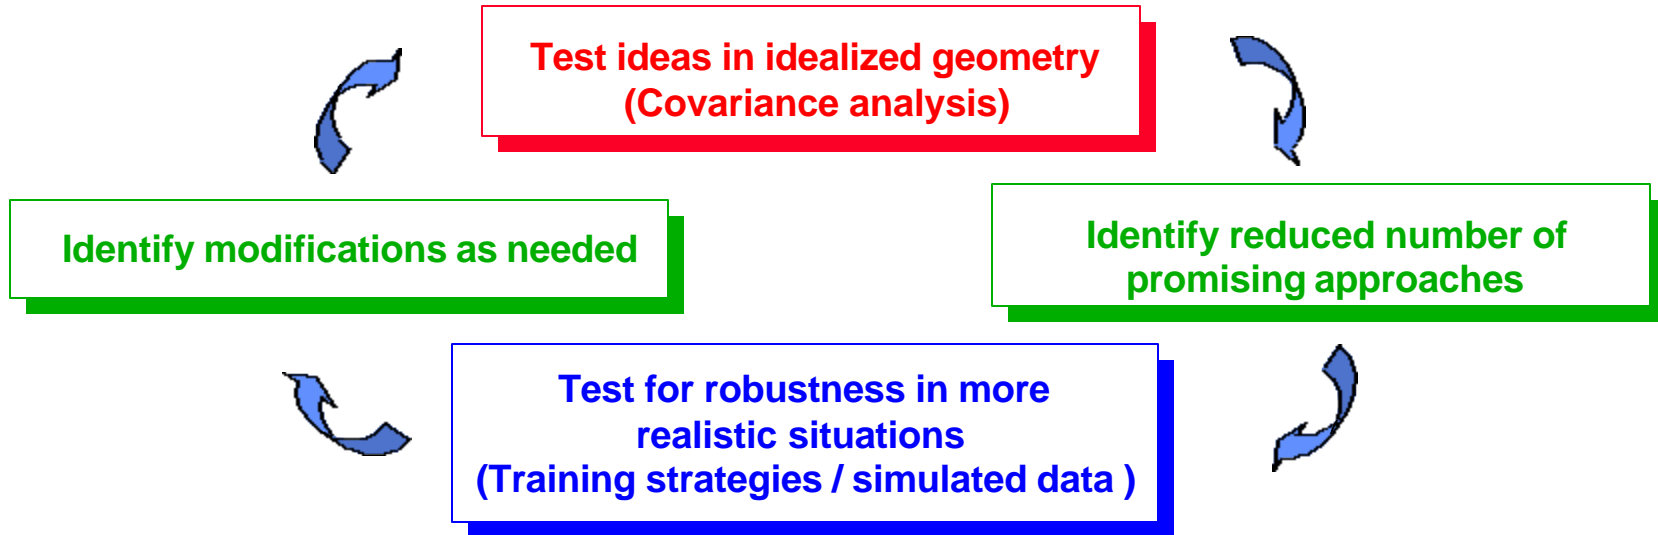 Test ideas in idealized geometry
(Covariance analysis)
Identify modifications as needed
Identify reduced number of
promising approaches
Test for robustness in more
realistic situations
(Training strategies / simulated data )